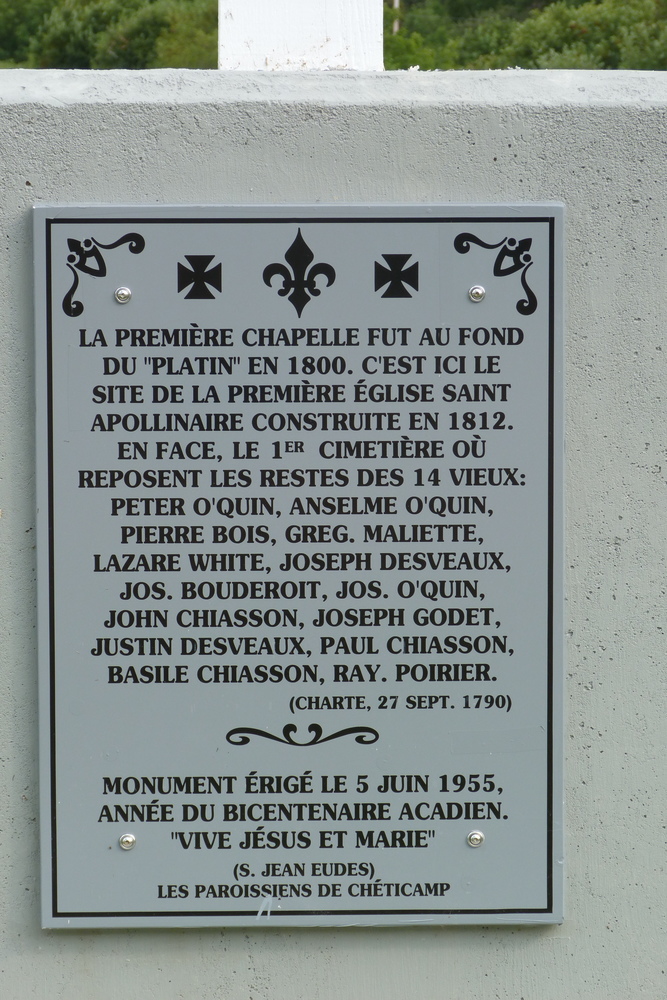 LA PREMIÈRE CHAPELLE FUT AU FOND
DU "PLATIN" EN 1800. C'EST ICI LE
SITE DE LA PREMIÈRE ÉGLISE SAINT
APOLLINAIRE CONSTRUITE EN 1812.
EN FACE, LE 1ER CIMETIÈRE OÙ
REPOSENT LES RESTES DES 14 VIEUX:
PETER O'QUIN, ANSELME O'QUIN,
PIERRE BOIS, GREG. MALIETTE,
LAZARE WHITE, JOSEPH DESVEAUX,
JOS. BOUDEROIT, JOS. O'QUIN,
JOHN CHIASSON, JOSEPH GODET,
JUSTIN DESVEAUX, PAUL CHIASSON,
BASILE CHIASSON, RAY. POIRIER.
(CHARTE, 27 SEPT. 1790)
MONUMENT ÉRIGÉ LE 5 JUIN 1955,
ANNÉE DU BICENTENAIRE ACADIEN.
"VIVE JÉSUS ET MARIE"
(S. JEAN EUDES)
LES PAROISSIENS DE CHÉTICAMP